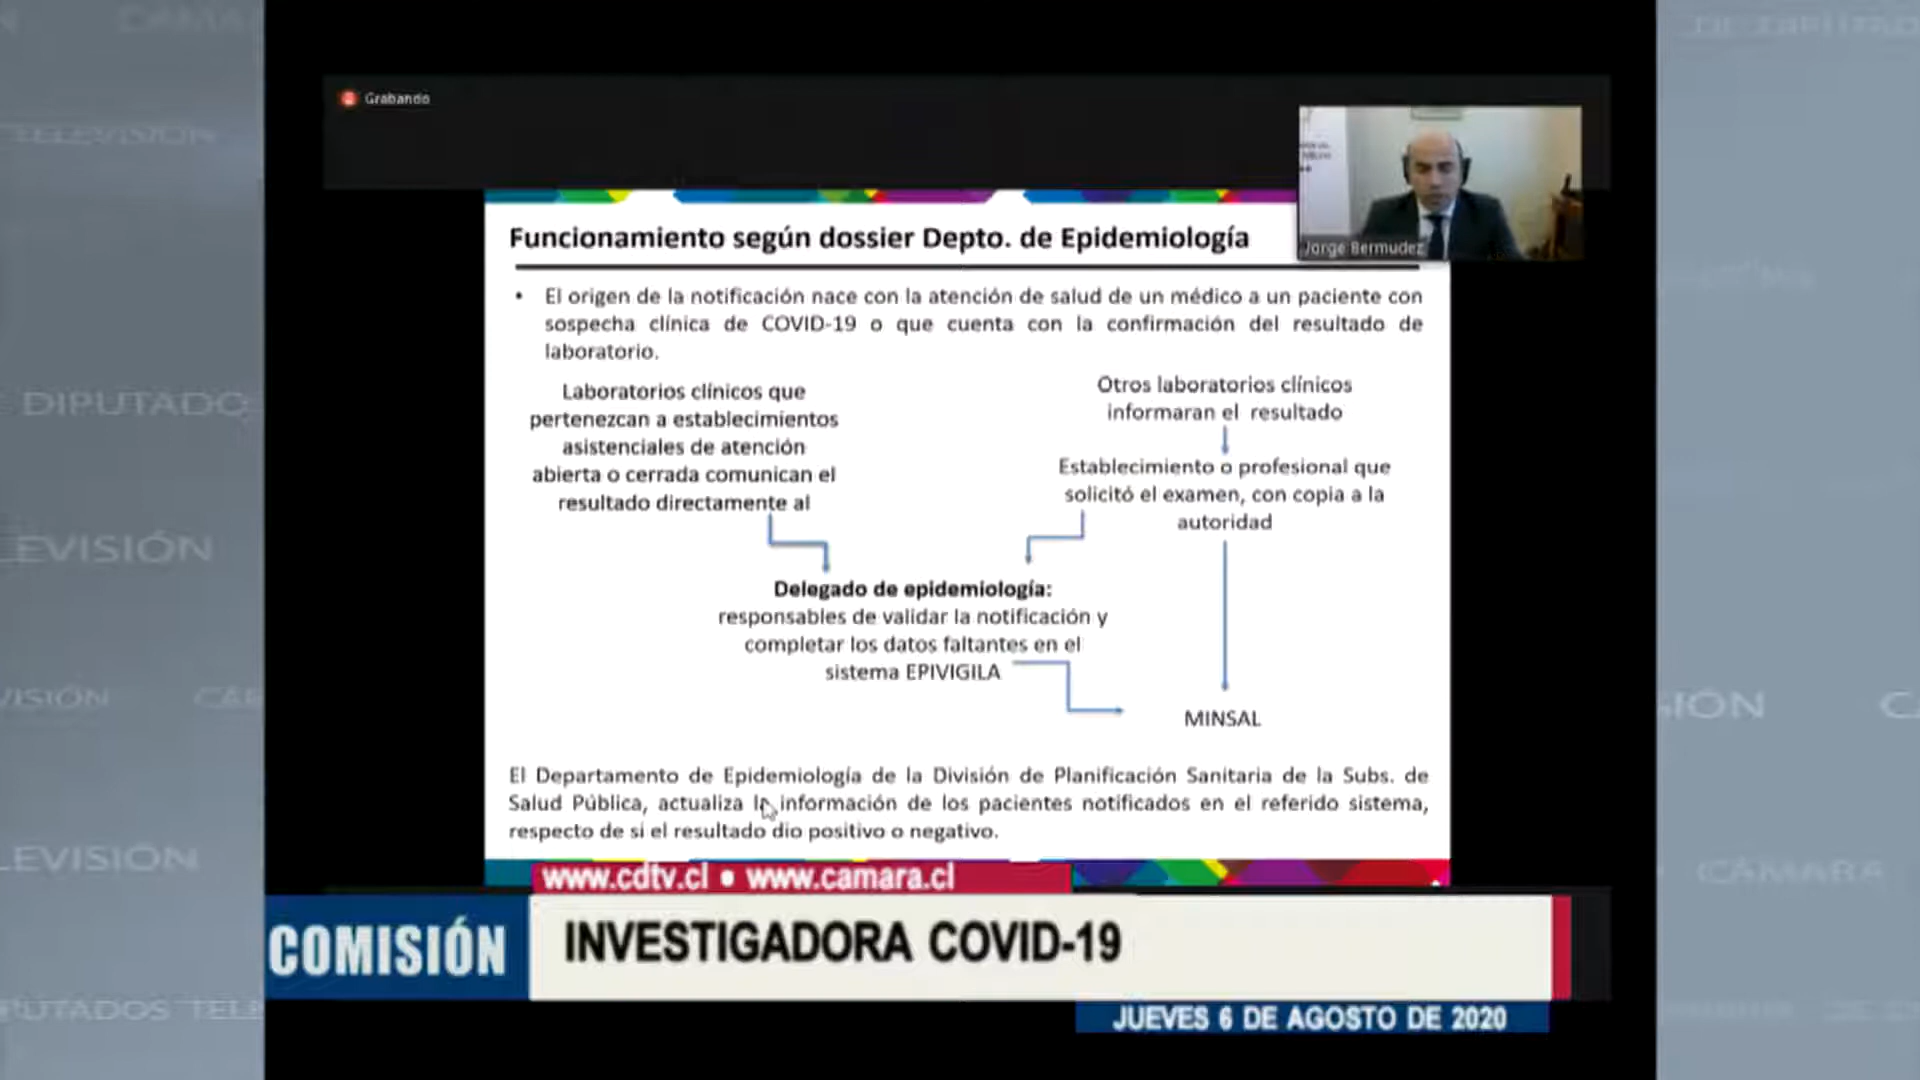 Grabando
Jorge Bermudez
Funcionamiento según dossier Depto. de Epidemiología
• El origen de la notificación nace con la atención de salud de un médico a un paciente con
sospecha clínica de COVID-19 o que cuenta con la confirmación del resultado de
laboratorio.
Laboratorios clínicos que
pertenezcan a establecimientos
asistenciales de atención
abierta o cerrada comunican el
resultado directamente al
Otros laboratorios clínicos
informaran el resultado
Establecimiento o profesional que
solicitó el examen, con copia a la
autoridad
Delegado de epidemiología:
responsables de validar la notificación y
completar los datos faltantes en el
sistema EPIVIGILA
MINSAL
El Departamento de Epidemiología de la División de Planificación Sanitaria de la Subs. de
Salud Pública, actualiza la información de los pacientes notificados en el referido sistema,
respecto de si el resultado dio positivo o negativo.
www.cdtv.cl • www.camara.cl
COMISIÓN
INVESTIGADORA COVID-19
JUEVES 6 DE AGOSTO DE 2020
TELEVISIÓN
DIPUTADO
EVISIÓN
VISIÓN
LEVISIÓN
CÁMARA